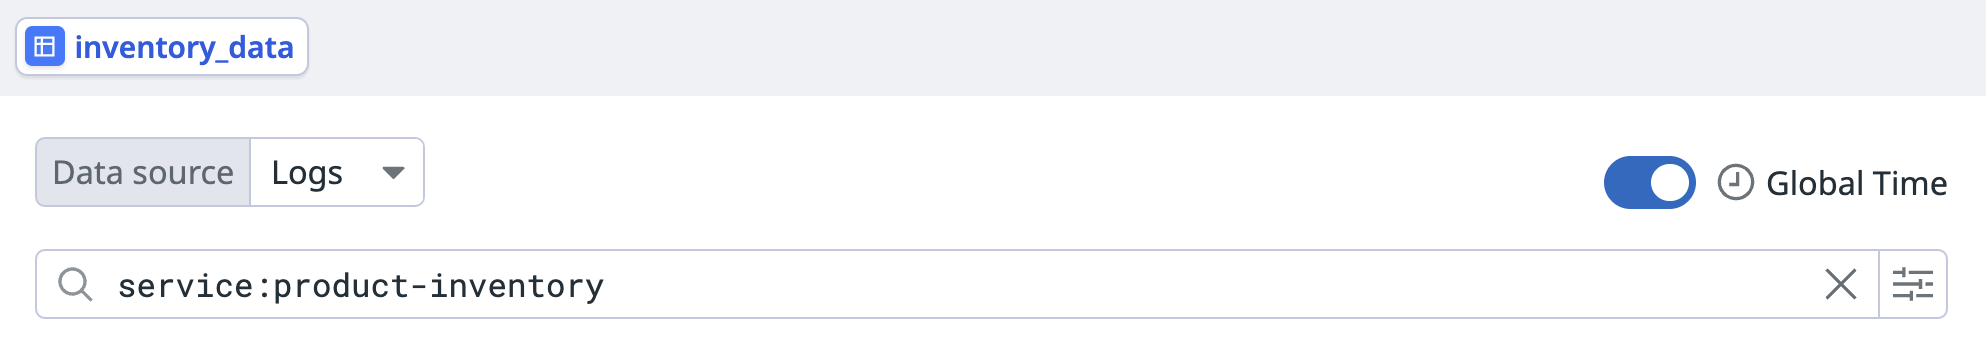 inventory_data
Data source Logs
Global Time
service:product-inventory